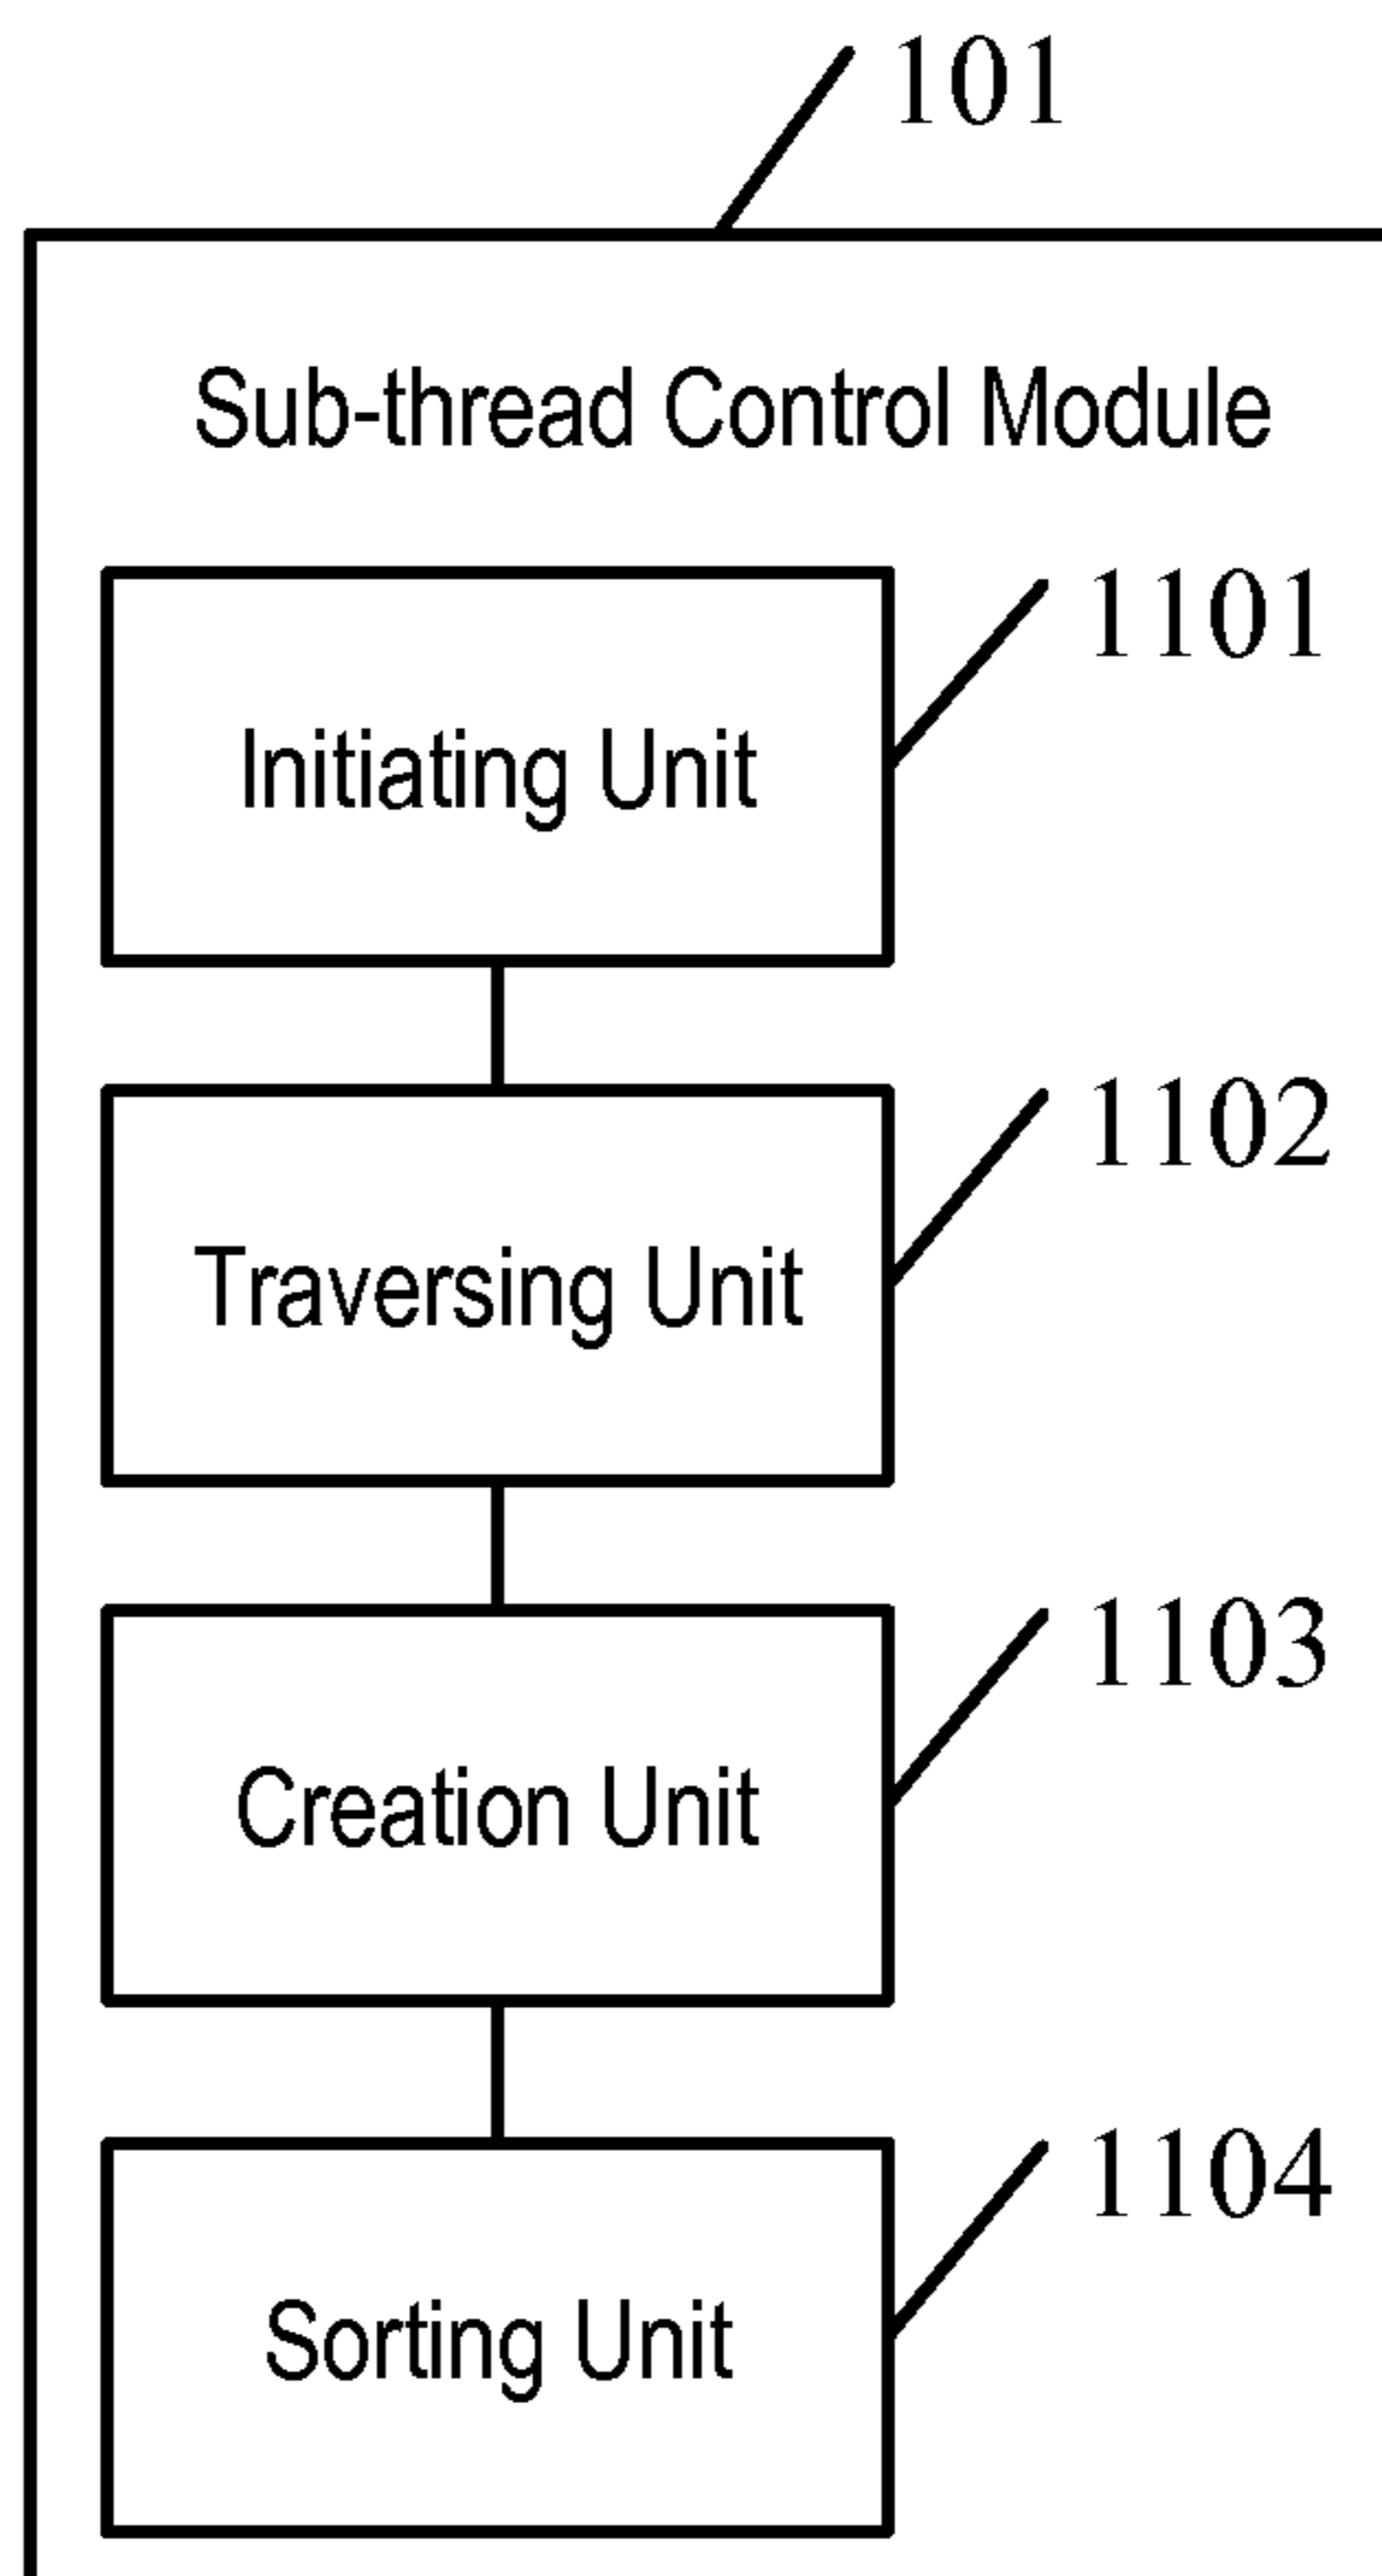 101
Sub-thread Control Module
1101
Initiating Unit
1102
Traversing Unit
1103
Creation Unit
1104
Sorting Unit